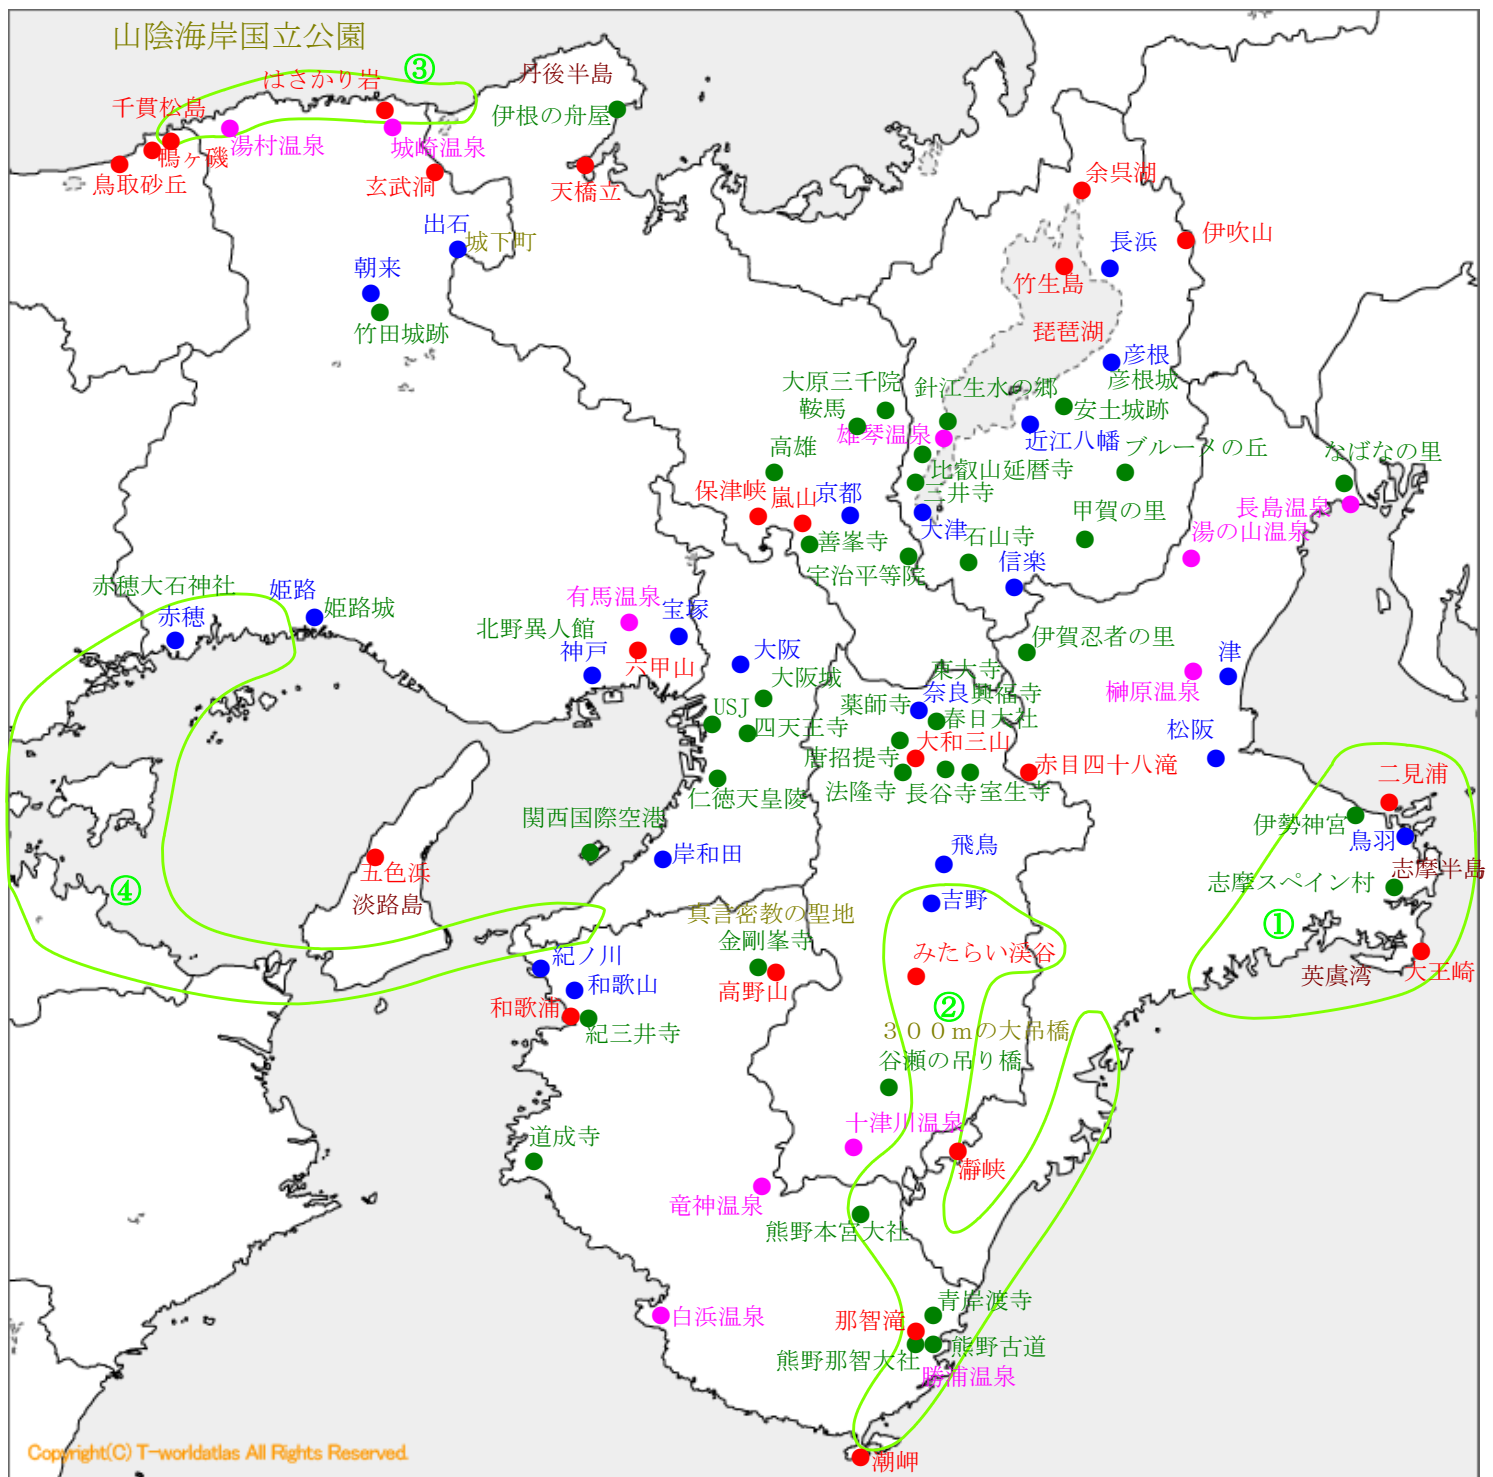 山陰海岸国立公園
③
はさかり岩
丹後半島
千貫松島
伊根の舟屋
湯村温泉
城崎温泉
鴨ヶ磯
鳥取砂丘
玄武洞
天橋立
余呉湖
出石
城下町
伊吹山
長浜
朝来
竹生島
竹田城跡
琵琶湖
彦根
彦根城
大原三千院
針江生水の郷
鞍馬
安土城跡
雄琴温泉
近江八幡
高雄
ブルーメの丘
比叡山延暦寺
なばなの里
保津峡
嵐山
京都
三井寺
長島温泉
甲賀の里
大津
湯の山温泉
善峯寺
石山寺
宇治平等院
信楽
赤穂大石神社
姫路
有馬温泉
姫路城
赤穂
宝塚
北野異人館
伊賀忍者の里
神戸
六甲山
大阪
東大寺
津
大阪城
奈良
興福寺
榊原温泉
USJ
薬師寺
春日大社
四天王寺
大和三山
松阪
唐招提寺
赤目四十八滝
仁徳天皇陵
法隆寺
長谷寺
室生寺
二見浦
関西国際空港
伊勢神宮
鳥羽
飛鳥
岸和田
五色浜
志摩半島
志摩スペイン村
④
淡路島
吉野
真言密教の聖地
金剛峯寺
①
みたらい渓谷
大王崎
紀ノ川
英虞湾
和歌山
高野山
②
和歌浦
紀三井寺
３００ｍの大吊橋
谷瀬の吊り橋
十津川温泉
道成寺
瀞峡
竜神温泉
熊野本宮大社
青岸渡寺
白浜温泉
那智滝
熊野古道
熊野那智大社
勝浦温泉
潮岬
Copyright(C) T-worldatlas All Rights Reserved.